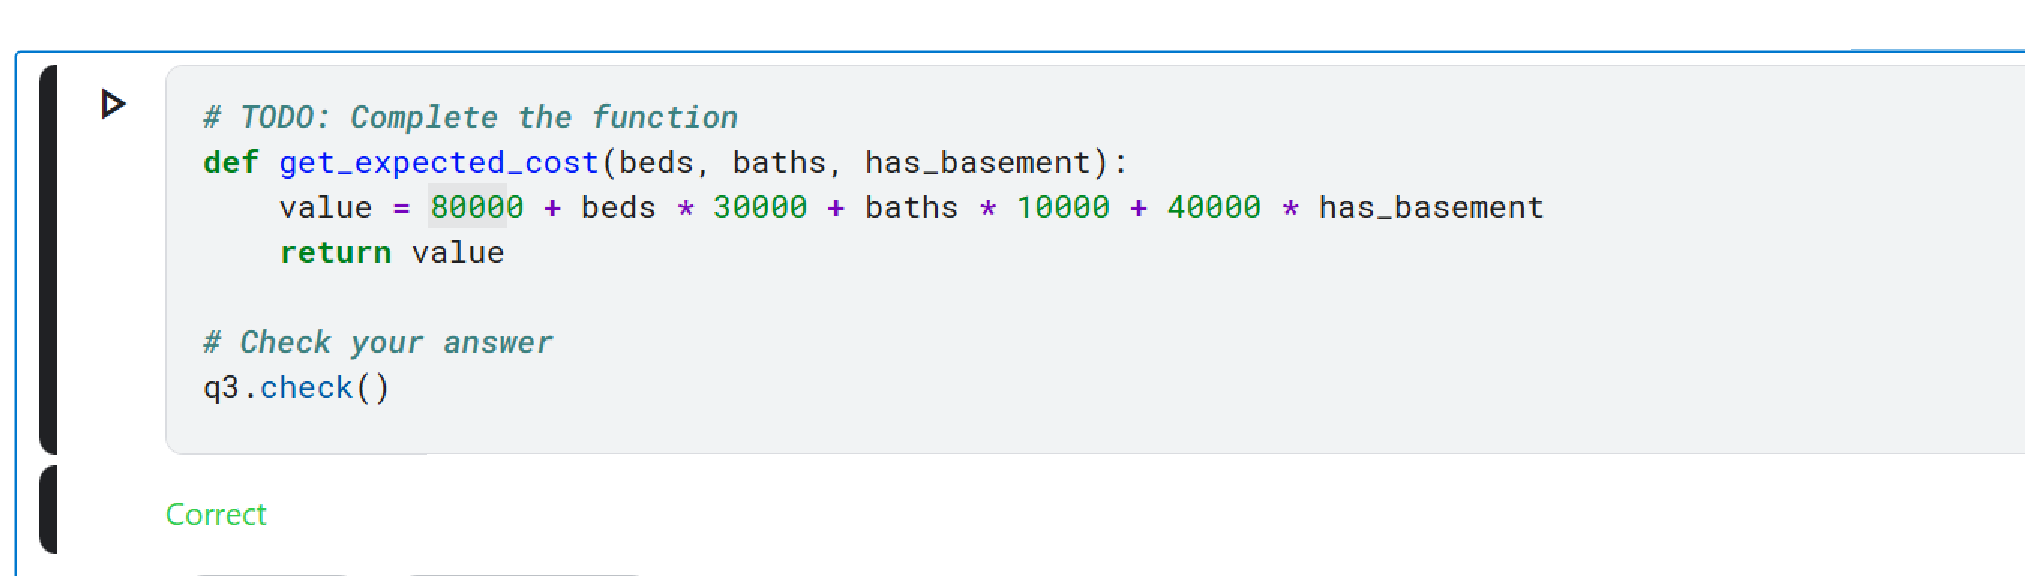 # TODO: Complete the function
def get_expected_cost(beds, baths, has_basement):
    value = 80000 + beds * 30000 + baths * 10000 + 40000 * has_basement
    return value
# Check your answer
q3.check()
Correct